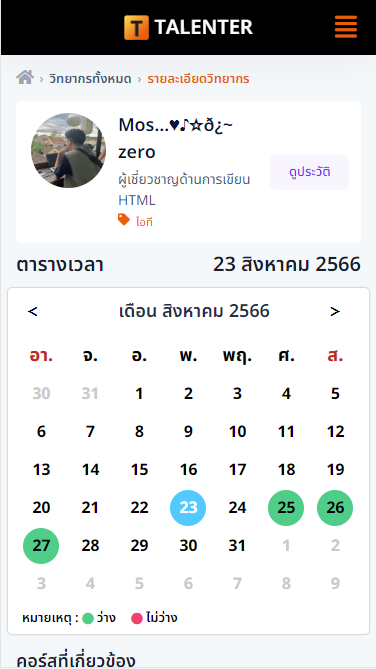 T TALENTER
› วิทยากรทั้งหมด › รายละเอียดวิทยากร
Mos...♥♪☆ð¿~
zero
ผู้เชี่ยวชาญด้านการเขียน
HTML
ไอที
ดูประวัติ
ตารางเวลา 23 สิงหาคม 2566
< เดือน สิงหาคม 2566 >
อา. จ. อ. พ. พฤ. ศ. ส.
30 31 1 2 3 4 5
6 7 8 9 10 11 12
13 14 15 16 17 18 19
20 21 22 23 24 25 26
27 28 29 30 31 1 2
3 4 5 6 7 8 9
หมายเหตุ : ว่าง ไม่ว่าง
คอร์สที่เกี่ยวข้อง